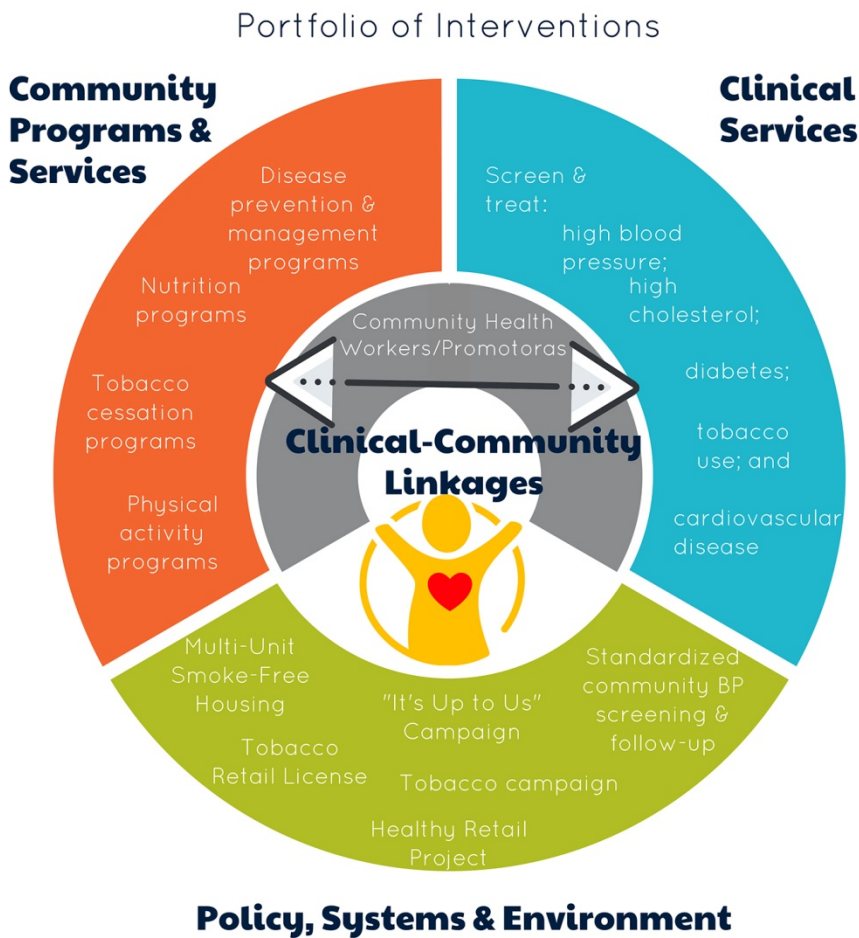 Portfolio of Interventions
Community
Programs &
Services
Clinical
Services
Disease
prevention &
management
programs
Nutrition
programs
Tobacco
cessation
programs
Physical
activity
programs
Screen &
treat:
high blood
pressure;
high
cholesterol;
diabetes;
tobacco
use; and
cardiovascular
disease
Community Health
Workers/Promotoras
Clinical-Community
Linkages
Multi-Unit
Smoke-Free
Housing
Tobacco
Retail License
"It's Up to Us"
Campaign
Tobacco campaign
Healthy Retail
Project
Standardized
community BP
screening &
follow-up
Policy, Systems & Environment